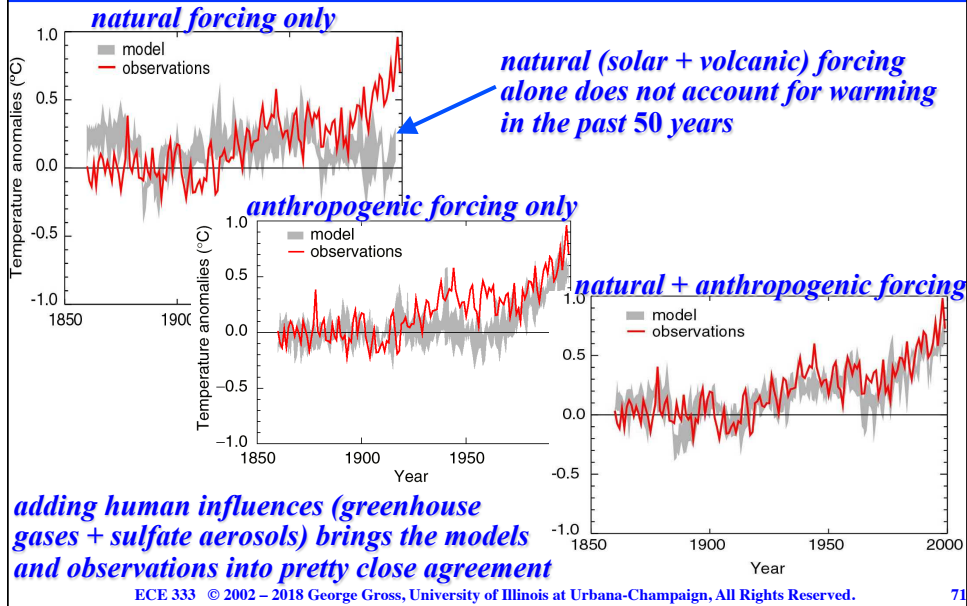 natural forcing only
1.0
model
observations
0.5
0.0
-0.5
-1.0
Temperature anomalies (°C)
1850
natural (solar + volcanic) forcing
alone does not account for warming
in the past 50 years
anthropogenic forcing only
1.0
model
observations
0.5
0.0
−0.5
−1.0
Temperature anomalies (°C)
1850
1900
1950
Year
natural + anthropogenic forcing
1.0
model
observations
0.5
0.0
-0.5
-1.0
1850
1900
1950
2000
Year
adding human influences (greenhouse
gases + sulfate aerosols) brings the models
and observations into pretty close agreement
ECE 333 © 2002 – 2018 George Gross, University of Illinois at Urbana-Champaign, All Rights Reserved.
71